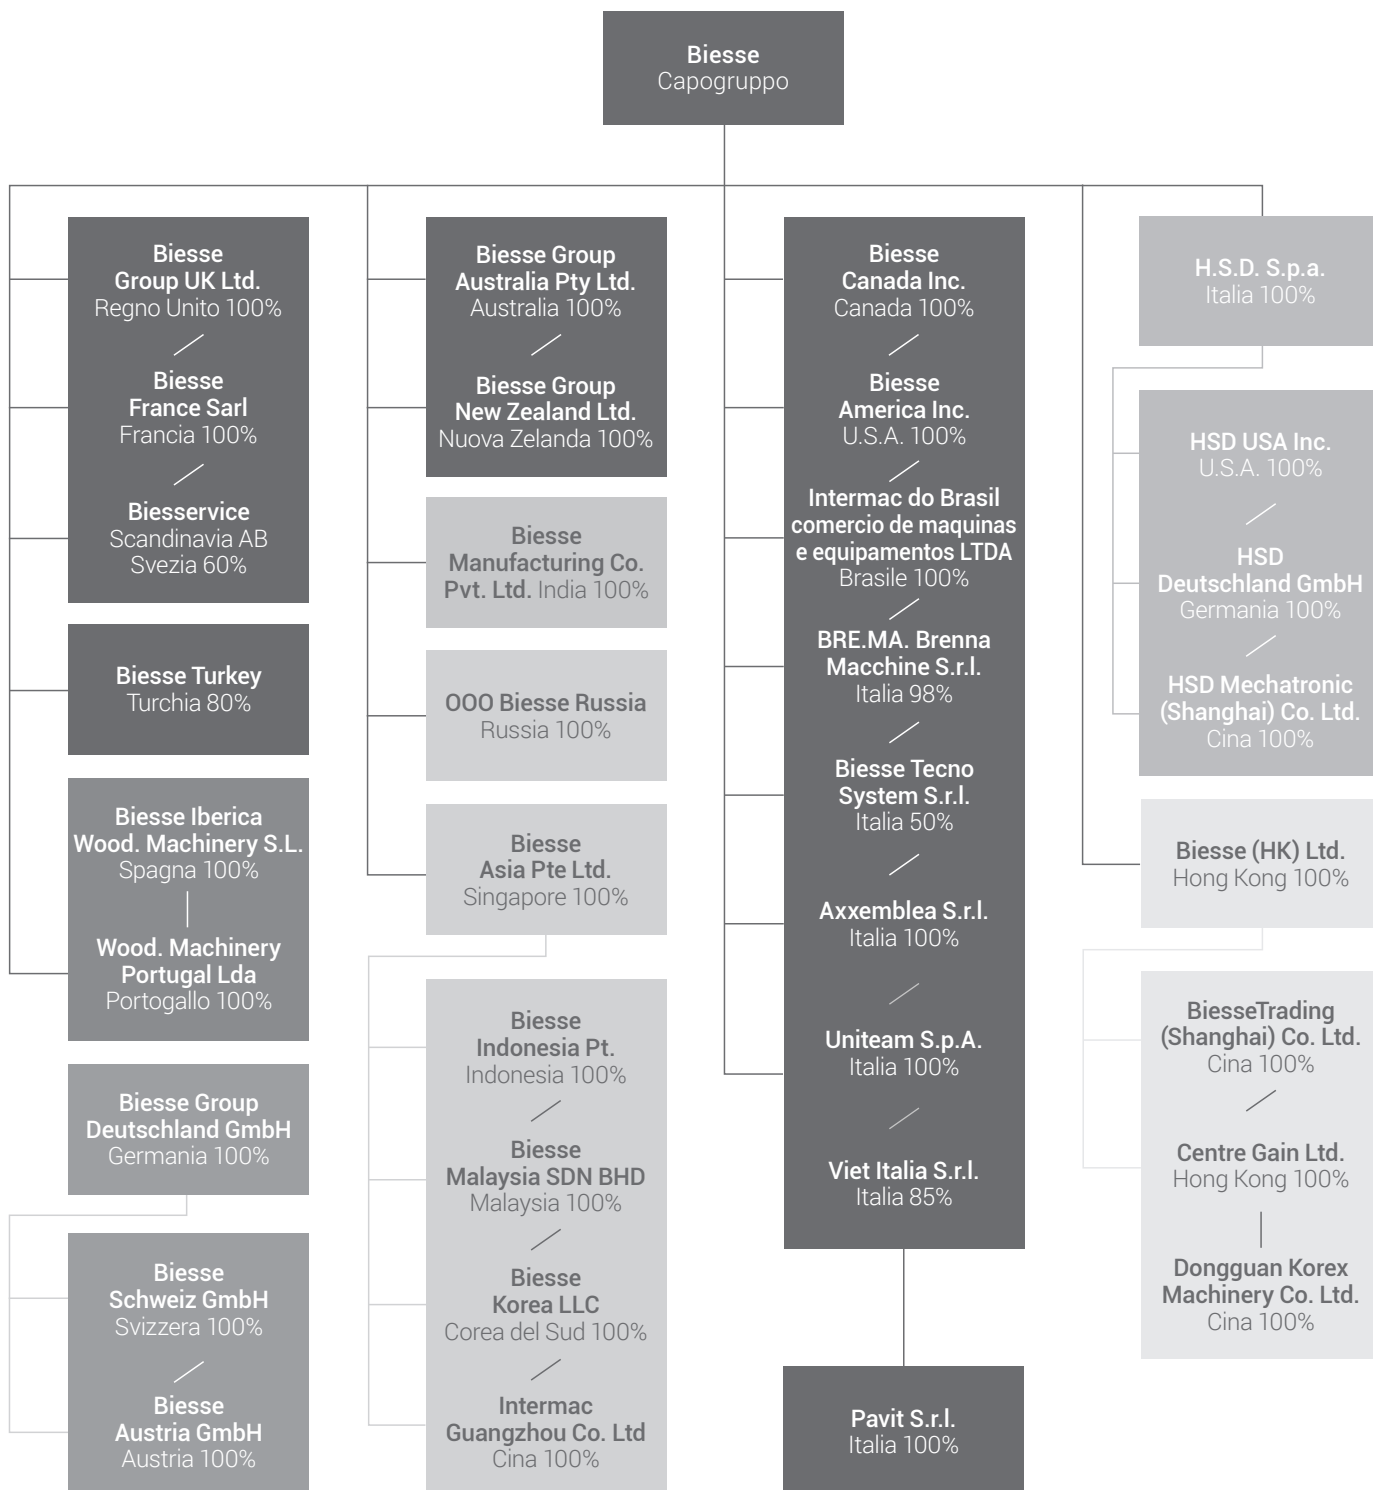 Biesse
Capogruppo
Biesse
Group UK Ltd.
Regno Unito 100%
Biesse
France Sarl
Francia 100%
Biesservice
Scandinavia AB
Svezia 60%
Biesse Turkey
Turchia 80%
Biesse Iberica
Wood. Machinery S.L.
Spagna 100%
Wood. Machinery
Portugal Lda
Portogallo 100%
Biesse Group
Deutschland GmbH
Germania 100%
Biesse
Schweiz GmbH
Svizzera 100%
Biesse
Austria GmbH
Austria 100%
Biesse Group
Australia Pty Ltd.
Australia 100%
Biesse Group
New Zealand Ltd.
Nuova Zelanda 100%
Biesse
Manufacturing Co.
Pvt. Ltd. India 100%
OOO Biesse Russia
Russia 100%
Biesse
Asia Pte Ltd.
Singapore 100%
Biesse
Indonesia Pt.
Indonesia 100%
Biesse
Malaysia SDN BHD
Malaysia 100%
Biesse
Korea LLC
Corea del Sud 100%
Intermac
Guangzhou Co. Ltd
Cina 100%
Biesse
Canada Inc.
Canada 100%
Biesse
America Inc.
U.S.A. 100%
Intermac do Brasil
comercio de maquinas
e equipamentos LTDA
Brasile 100%
BRE.MA. Brenna
Macchine S.r.l.
Italia 98%
Biesse Tecno
System S.r.l.
Italia 50%
Axxemblea S.r.l.
Italia 100%
Uniteam S.p.A.
Italia 100%
Viet Italia S.r.l.
Italia 85%
Pavit S.r.l.
Italia 100%
H.S.D. S.p.a.
Italia 100%
HSD USA Inc.
U.S.A. 100%
HSD
Deutschland GmbH
Germania 100%
HSD Mechatronic
(Shanghai) Co. Ltd.
Cina 100%
Biesse (HK) Ltd.
Hong Kong 100%
BiesseTrading
(Shanghai) Co. Ltd.
Cina 100%
Centre Gain Ltd.
Hong Kong 100%
Dongguan Korex
Machinery Co. Ltd.
Cina 100%